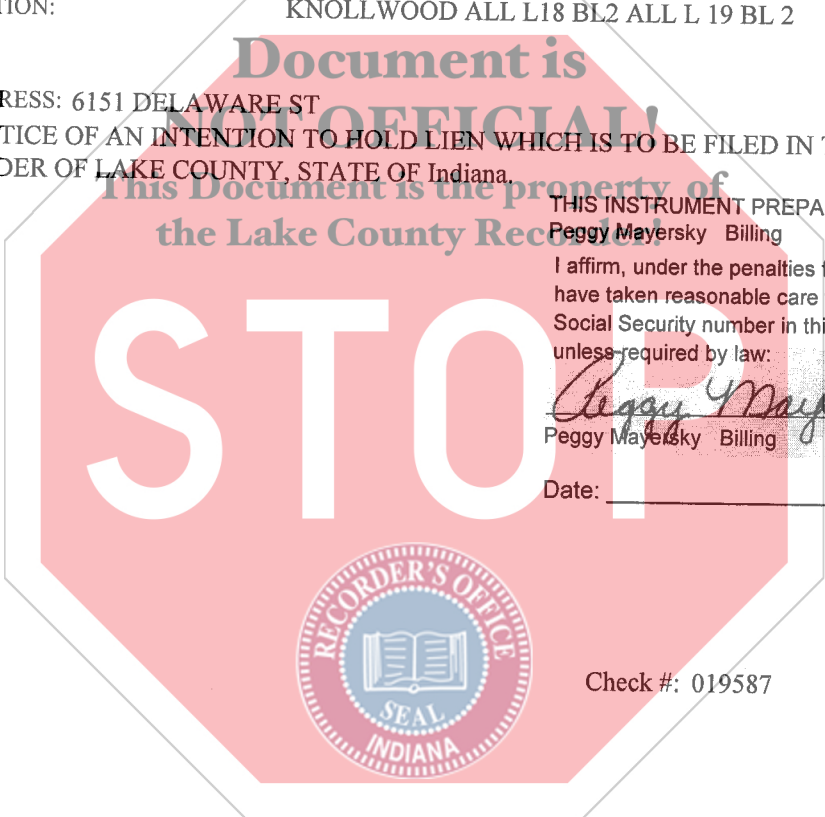 TION:
KNOLLWOOD ALL L18 BL2 ALL L 19 BL 2
Document is
RESS: 6151 DELAWARE ST
NOT OFFICIAL!
TICE OF AN INTENTION TO HOLD LIEN WHICH IS TO BE FILED IN T
DER OF LAKE COUNTY, STATE OF Indiana.
This Document is the property of
the Lake County Recorder!
THIS INSTRUMENT PREPA
Peggy Mayersky Billing
I affirm, under the penalties f
have taken reasonable care
Social Security number in thi
unless required by law:
Peggy May
Peggy Mayersky Billing
Date:
STOP
RECORDER'S OFFICE
SEAL
INDIANA
Check #: 019587